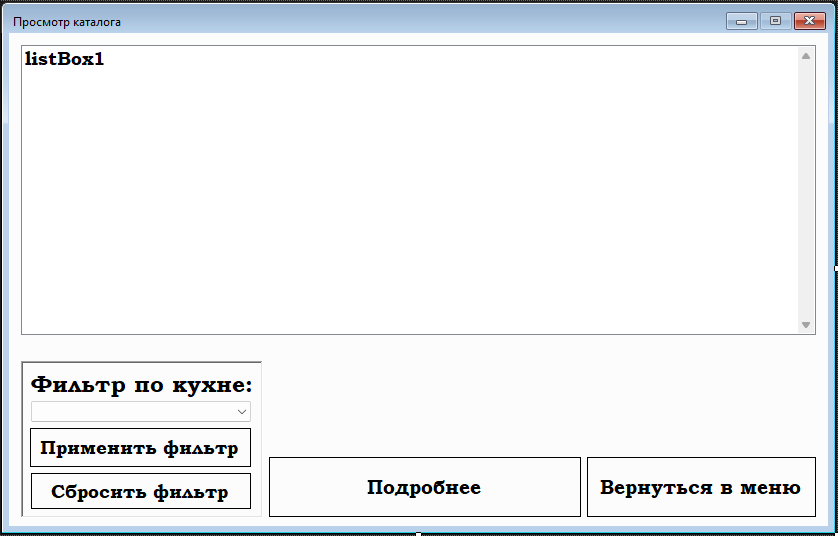 Просмотр каталога
listBox1
Фильтр по кухне:
Применить фильтр
Сбросить фильтр
Подробнее
Вернуться в меню